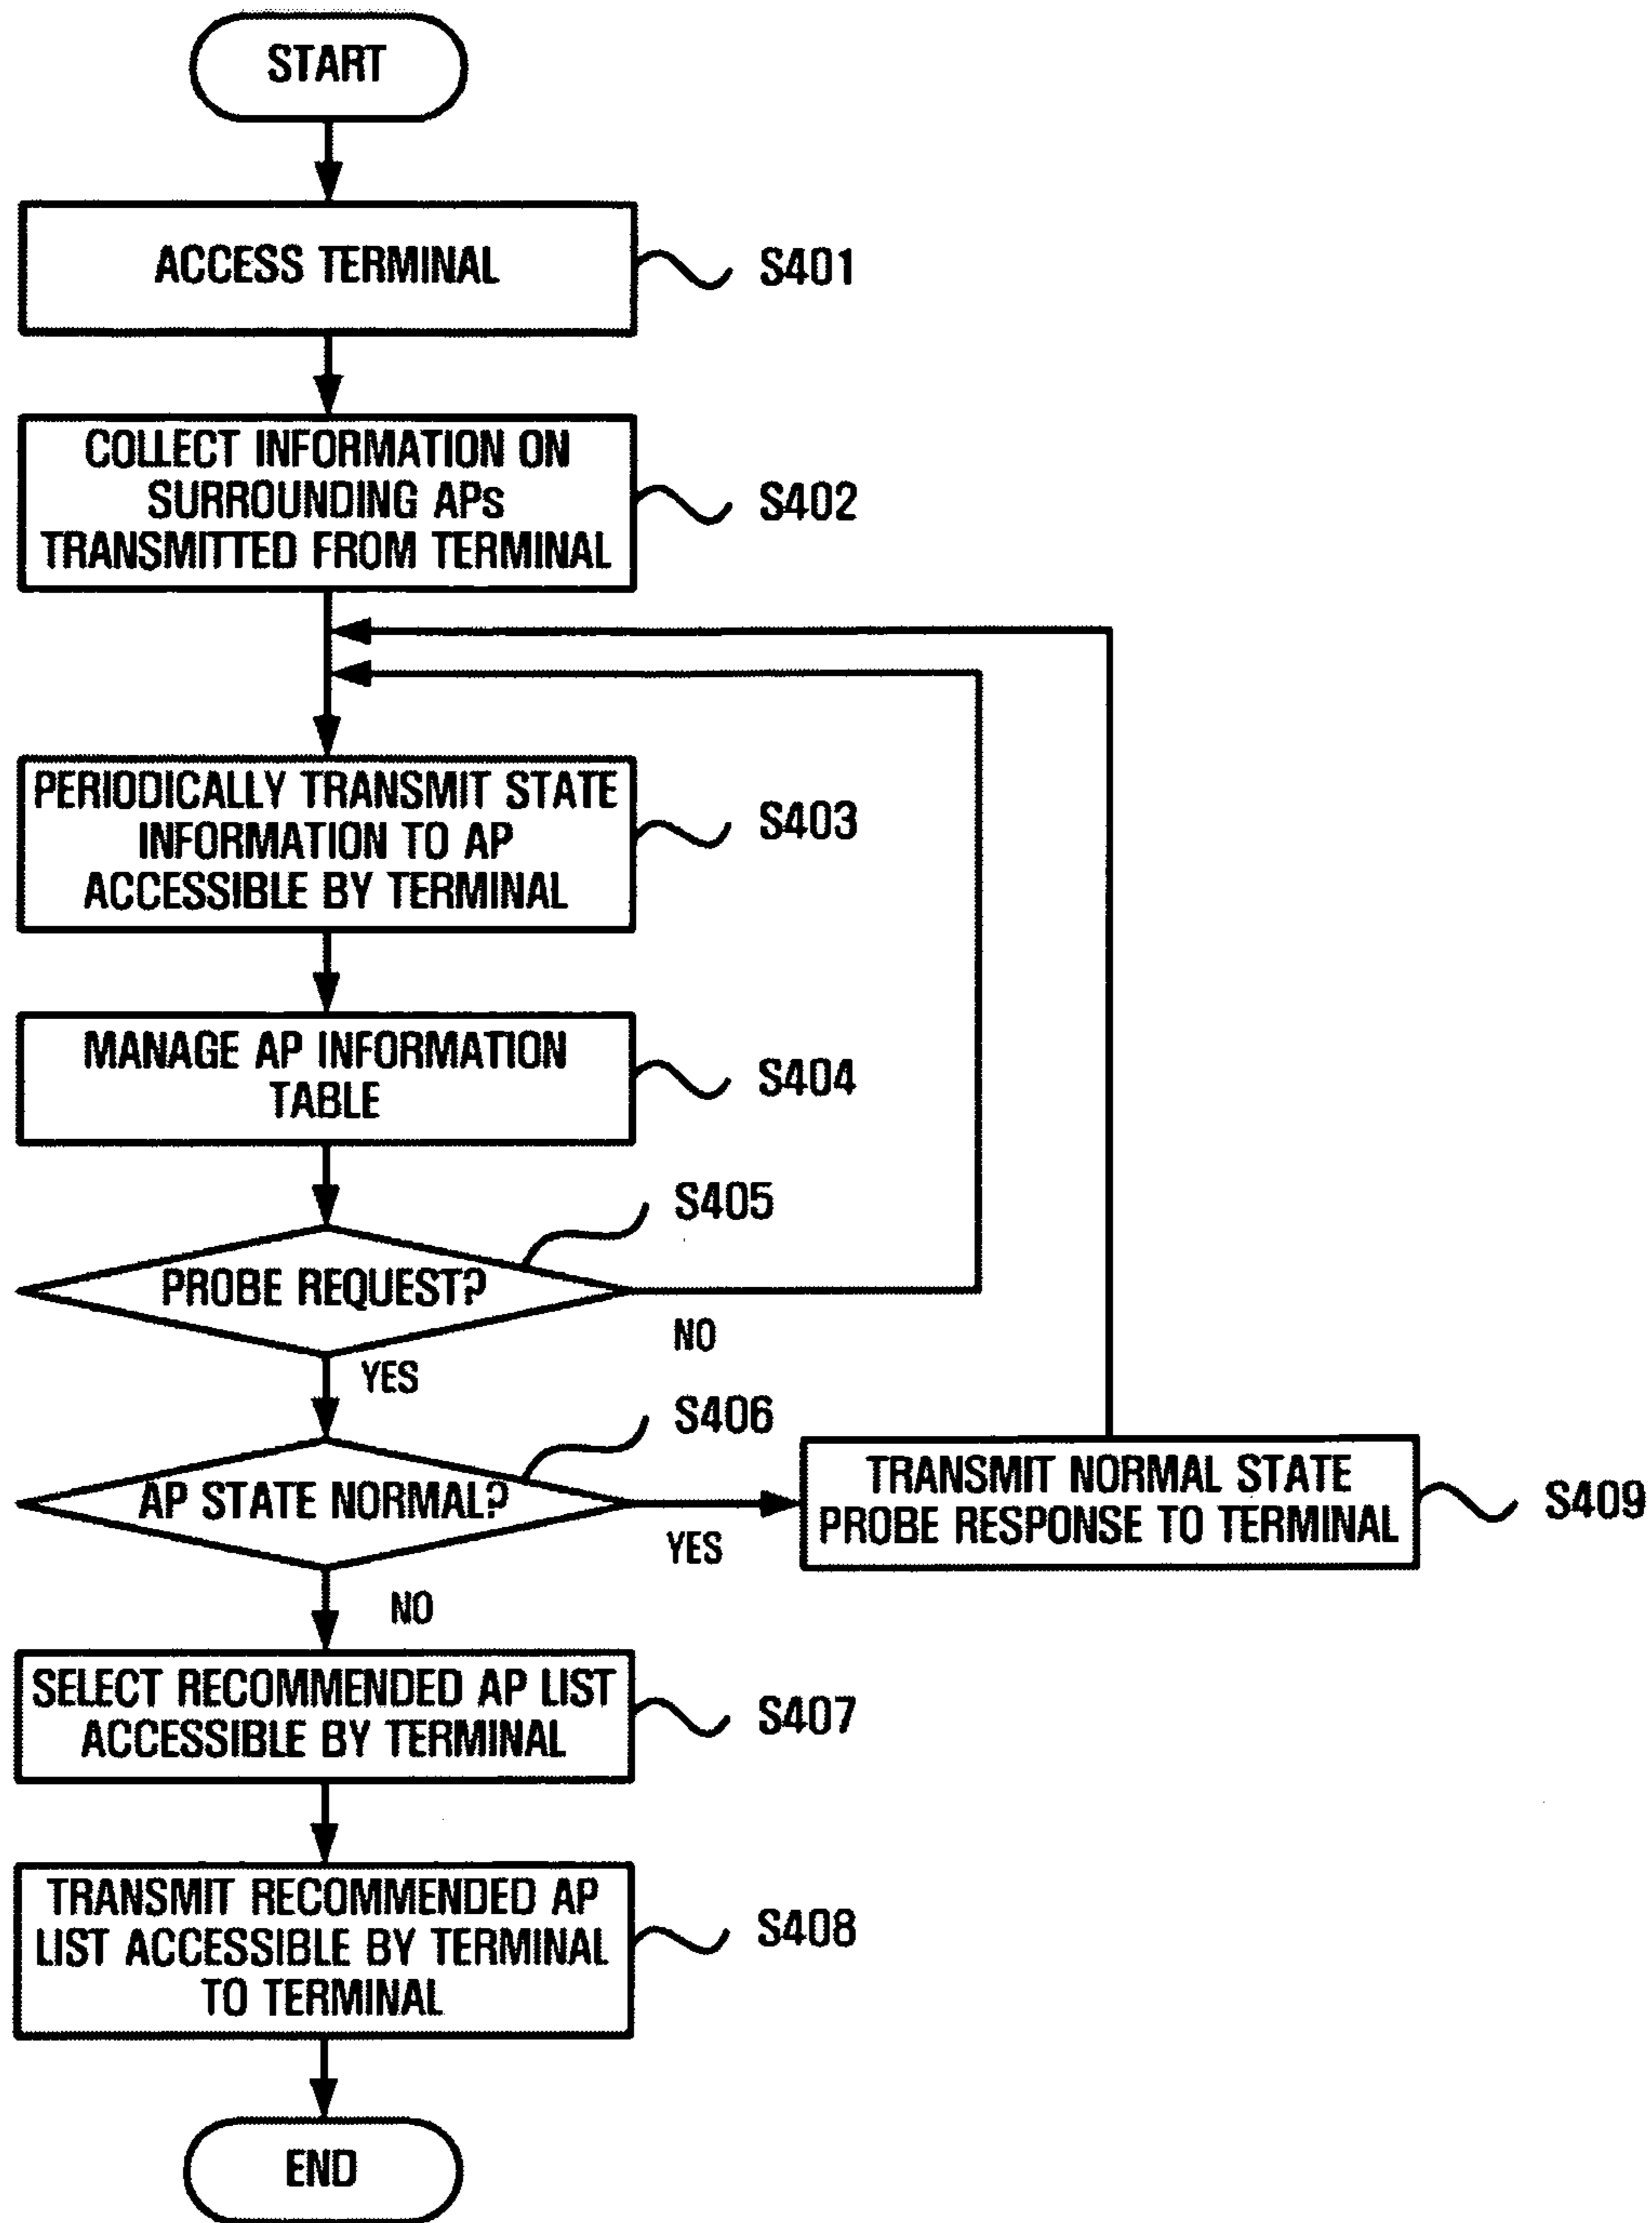 START
ACCESS TERMINAL
S401
COLLECT INFORMATION ON
SURROUNDING APs
TRANSMITTED FROM TERMINAL
S402
PERIODICALLY TRANSMIT STATE
INFORMATION TO AP
ACCESSIBLE BY TERMINAL
S403
MANAGE AP INFORMATION
TABLE
S404
S405
PROBE REQUEST?
NO
YES
S406
AP STATE NORMAL?
YES
TRANSMIT NORMAL STATE
PROBE RESPONSE TO TERMINAL
S409
NO
SELECT RECOMMENDED AP LIST
ACCESSIBLE BY TERMINAL
S407
TRANSMIT RECOMMENDED AP
LIST ACCESSIBLE BY TERMINAL
TO TERMINAL
S408
END